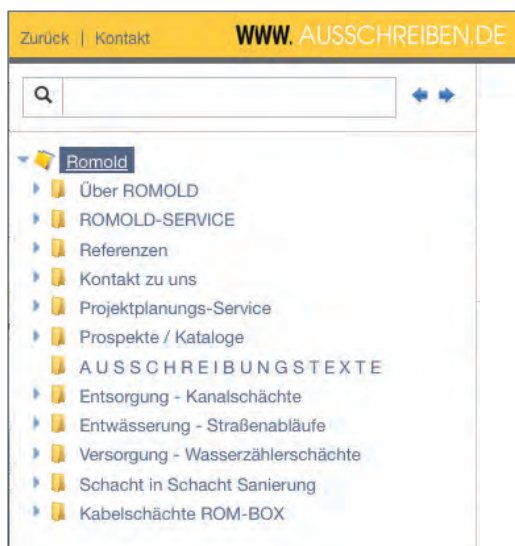 Zurück | Kontakt WWW. AUSSCHREIBEN.DE
Romold
Über ROMOLD
ROMOLD-SERVICE
Referenzen
Kontakt zu uns
Projektplanungs-Service
Prospekte / Kataloge
A U S S C H R E I B U N G S T E X T E
Entsorgung - Kanalschächte
Entwässerung - Straßenabläufe
Versorgung - Wasserzählerschächte
Schacht in Schacht Sanierung
Kabelschächte ROM-BOX